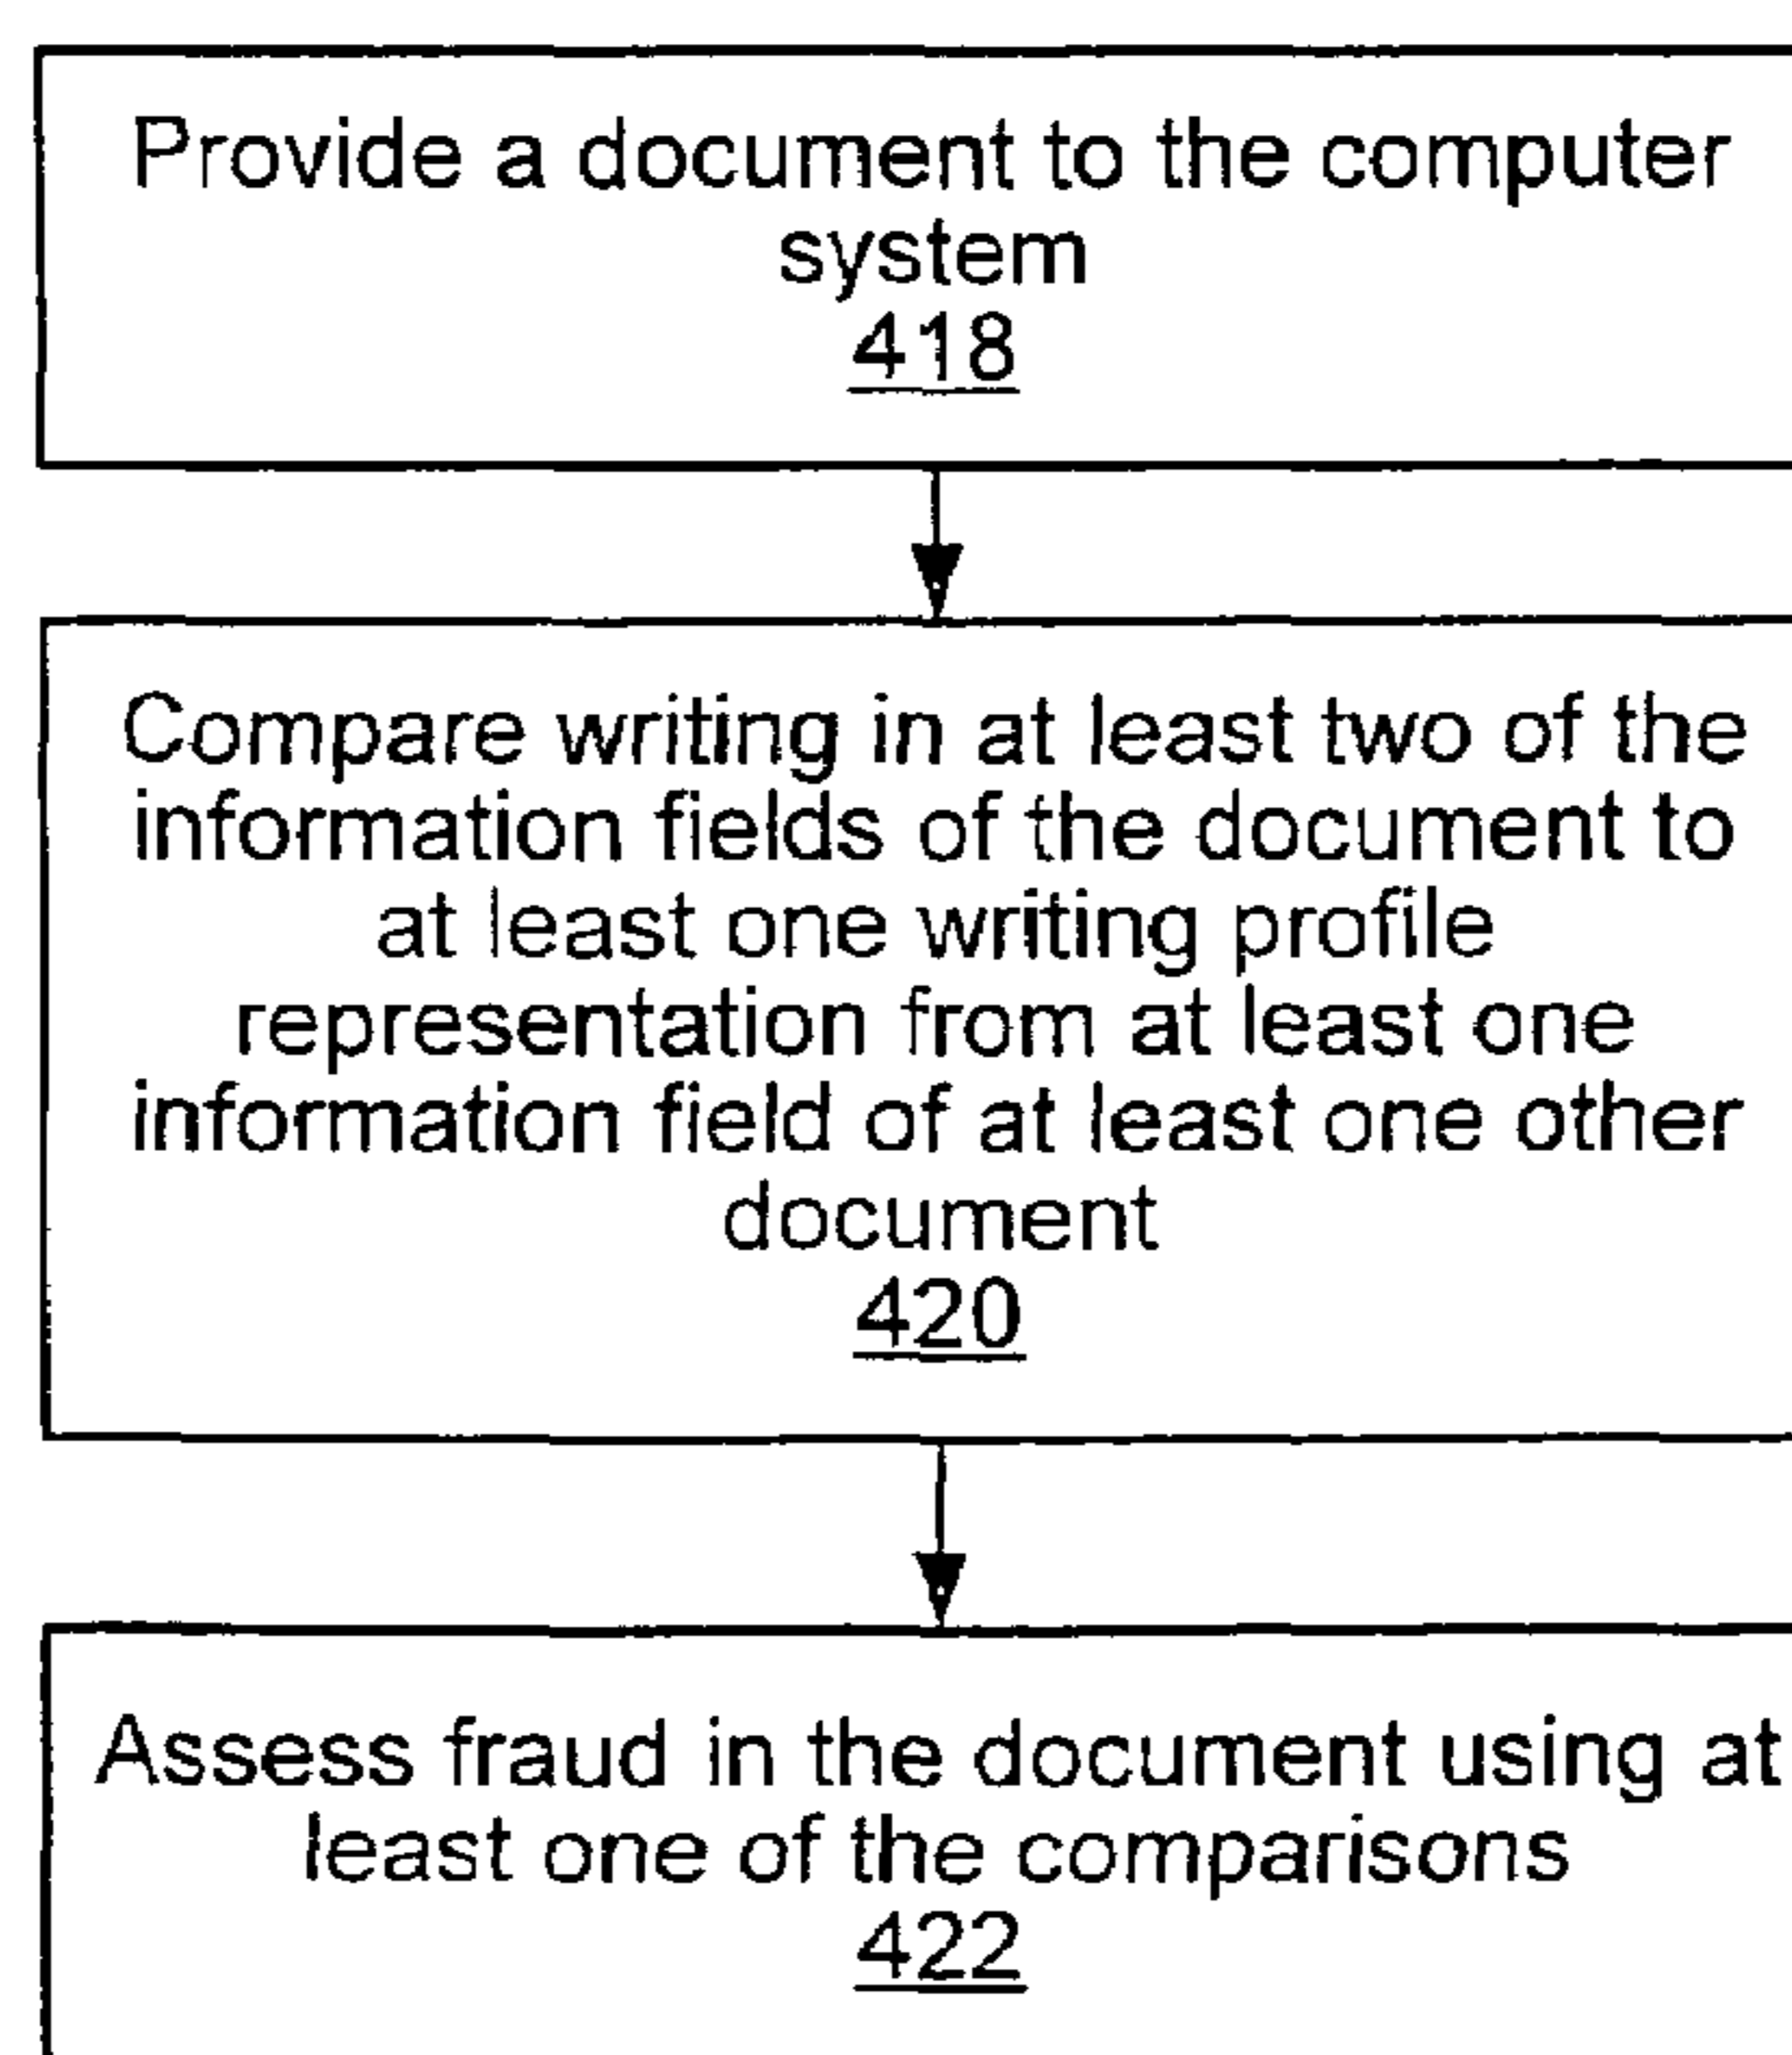 Provide a document to the computer
system
418
Compare writing in at least two of the
information fields of the document to
at least one writing profile
representation from at least one
information field of at least one other
document
420
Assess fraud in the document using at
least one of the comparisons
422